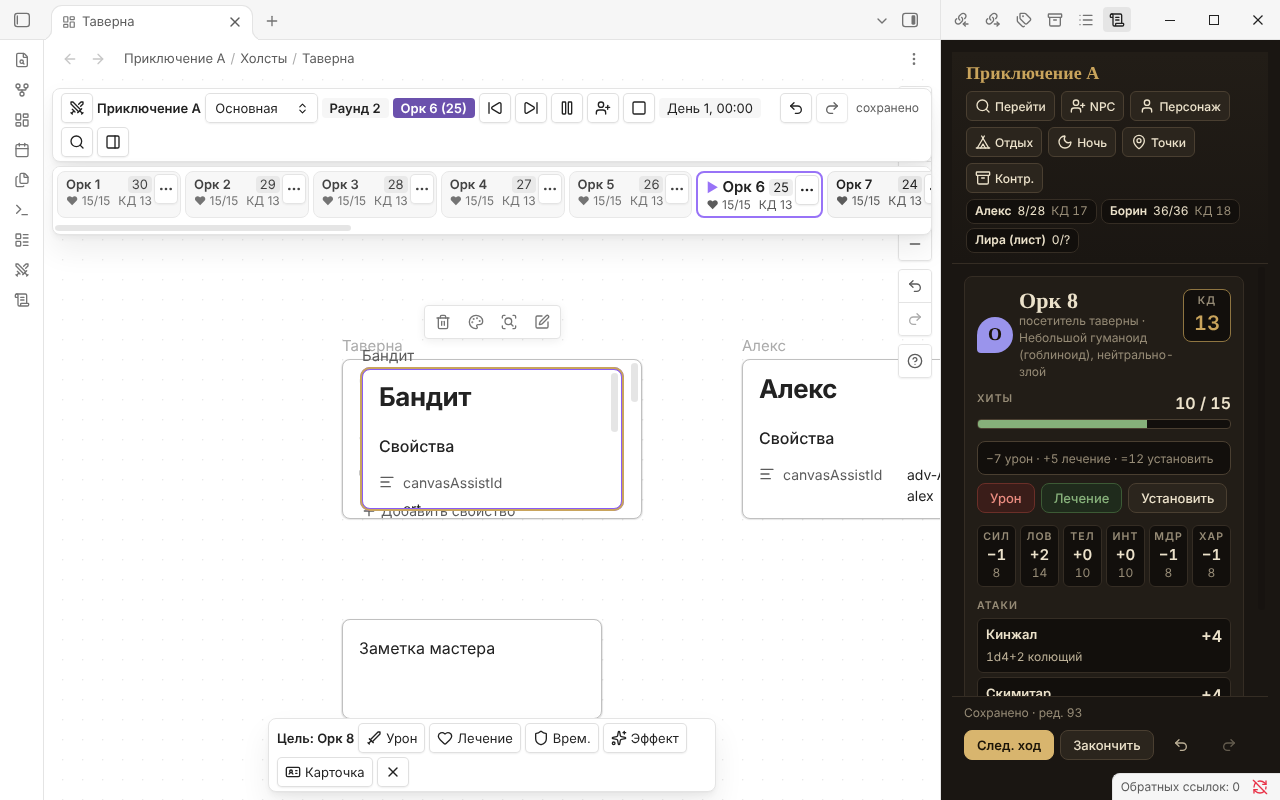 Таверна
Приключение А / Холсты / Таверна
Приключение А
Основная
Раунд 2
Орк 6 (25)
День 1, 00:00
сохранено
Орк 1 30
15/15 КД 13
Орк 2 29
15/15 КД 13
Орк 3 28
15/15 КД 13
Орк 4 27
15/15 КД 13
Орк 5 26
15/15 КД 13
Орк 6 25
15/15 КД 13
Орк 7 24
15/15 КД 13
Таверна
Бандит
Бандит
Свойства
canvasAssistId
Добавить свойство
Алекс
Алекс
Свойства
canvasAssistId
alex
Заметка мастера
Цель: Орк 8
Урон
Лечение
Врем.
Эффект
Карточка
Приключение А
Перейти
NPC
Персонаж
Отдых
Ночь
Точки
Контр.
Алекс 8/28 КД 17
Борин 36/36 КД 18
Лира (лист) 0/?
О
Орк 8
посетитель таверны ·
Небольшой гуманоид
(гоблиноид), нейтрально-
злой
КД
13
ХИТЫ
10 / 15
−7 урон · +5 лечение · =12 установить
Урон
Лечение
Установить
СИЛ ЛОВ ТЕЛ ИНТ МДР ХАР
−1 +2 +0 +0 −1 −1
8 14 10 10 8 8
АТАКИ
Кинжал +4
1d4+2 колющий
Скимитар +4
Сохранено · ред. 93
След. ход
Закончить
Обратных ссылок: 0